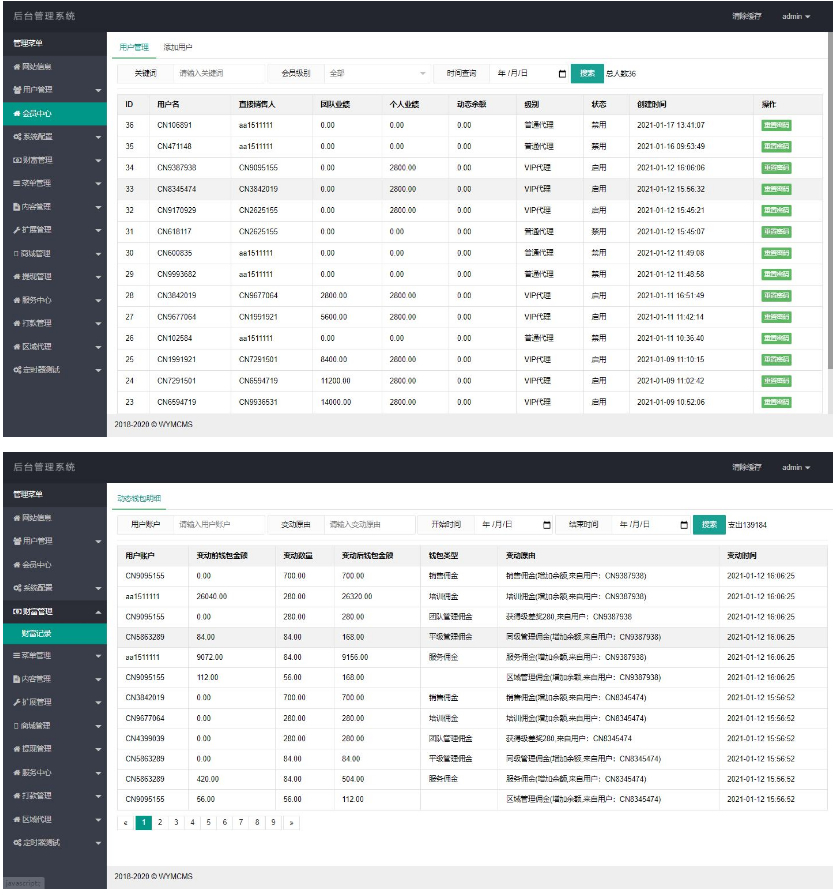 后台管理系统 清除缓存 admin
管理菜单 用户管理 添加用户
网站信息 关键词 请输入关键词 会员级别 全部 时间查询 年 /月/日 搜索 总人数36
用户管理
会员中心
系统配置
财富管理
菜单管理
内容管理
扩展管理
商城管理
提现管理
服务中心
打款管理
区域代理
定时器测试
ID 用户名 直接销售人 团队业绩 个人业绩 动态余额 级别 状态 创建时间 操作
36 CN106891 aa1511111 0.00 0.00 0.00 普通代理 禁用 2021-01-17 13:41:07 重置密码
35 CN471148 aa1511111 0.00 0.00 0.00 普通代理 禁用 2021-01-16 09:53:49 重置密码
34 CN9387938 CN9095155 0.00 2800.00 0.00 VIP代理 启用 2021-01-12 16:06:06 重置密码
33 CN8345474 CN3842019 0.00 2800.00 0.00 VIP代理 启用 2021-01-12 15:56:32 重置密码
32 CN9170929 CN2625155 0.00 2800.00 0.00 VIP代理 启用 2021-01-12 15:45:21 重置密码
31 CN618117 CN2625155 0.00 0.00 0.00 普通代理 禁用 2021-01-12 15:45:07 重置密码
30 CN600835 aa1511111 0.00 0.00 0.00 普通代理 禁用 2021-01-12 11:49:08 重置密码
29 CN9993682 aa1511111 0.00 0.00 0.00 普通代理 禁用 2021-01-12 11:48:58 重置密码
28 CN3842019 CN9677064 2800.00 2800.00 0.00 VIP代理 启用 2021-01-11 16:51:49 重置密码
27 CN9677064 CN1991921 5600.00 2800.00 0.00 VIP代理 启用 2021-01-11 11:42:14 重置密码
26 CN102584 aa1511111 0.00 0.00 0.00 普通代理 禁用 2021-01-11 10:36:40 重置密码
25 CN1991921 CN7291501 8400.00 2800.00 0.00 VIP代理 启用 2021-01-09 11:10:15 重置密码
24 CN7291501 CN6594719 11200.00 2800.00 0.00 VIP代理 启用 2021-01-09 11:02:42 重置密码
23 CN6594719 CN9936531 14000.00 2800.00 0.00 VIP代理 启用 2021-01-09 10:52:06 重置密码
2018-2020 © WYMCMS
后台管理系统 清除缓存 admin
管理菜单 动态钱包明细
网站信息 用户账户 请输入用户账户 变动原由 请输入变动原由 开始时间 年 /月/日 结束时间 年 /月/日 搜索 支出139184
用户管理
会员中心
系统配置
财富管理
财富记录
菜单管理
内容管理
扩展管理
商城管理
提现管理
服务中心
打款管理
区域代理
定时器测试
用户账户 变动前钱包金额 变动数量 变动后钱包金额 钱包类型 变动原由 变动时间
CN9095155 0.00 700.00 700.00 销售佣金 销售佣金(增加余额,来自用户：CN9387938) 2021-01-12 16:06:25
aa1511111 26040.00 280.00 26320.00 培训佣金 培训佣金(增加余额,来自用户：CN9387938) 2021-01-12 16:06:25
CN9095155 0.00 280.00 280.00 团队管理佣金 获得级差奖280,来自用户：CN9387938 2021-01-12 16:06:25
CN5863289 84.00 84.00 168.00 平级管理佣金 同级管理佣金(增加余额,来自用户：CN9387938) 2021-01-12 16:06:25
aa1511111 9072.00 84.00 9156.00 服务佣金 服务佣金(增加余额,来自用户：CN9387938) 2021-01-12 16:06:25
CN9095155 112.00 56.00 168.00 区域管理佣金(增加余额,来自用户：CN9387938) 2021-01-12 16:06:25
CN3842019 0.00 700.00 700.00 销售佣金 销售佣金(增加余额,来自用户：CN8345474) 2021-01-12 15:56:52
CN9677064 0.00 280.00 280.00 培训佣金 培训佣金(增加余额,来自用户：CN8345474) 2021-01-12 15:56:52
CN4399039 0.00 280.00 280.00 团队管理佣金 获得级差奖280,来自用户：CN8345474 2021-01-12 15:56:52
CN5863289 0.00 84.00 84.00 平级管理佣金 同级管理佣金(增加余额,来自用户：CN8345474) 2021-01-12 15:56:52
CN5863289 420.00 84.00 504.00 服务佣金 服务佣金(增加余额,来自用户：CN8345474) 2021-01-12 15:56:52
CN9095155 56.00 56.00 112.00 区域管理佣金(增加余额,来自用户：CN8345474) 2021-01-12 15:56:52
« 1 2 3 4 5 6 7 8 9 »
2018-2020 © WYMCMS